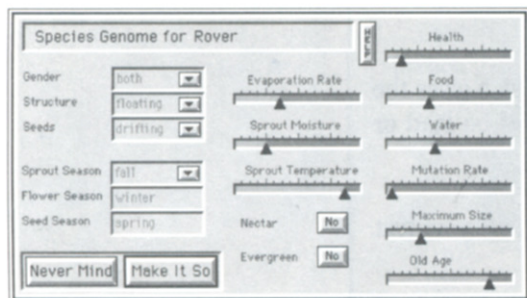 Species Genome for Rover
HELP
Gender both
Structure floating
Seeds drifting
Sprout Season fall
Flower Season winter
Seed Season spring
Never Mind Make It So
Evaporation Rate
Sprout Moisture
Sprout Temperature
Nectar No
Evergreen No
Health
Food
Water
Mutation Rate
Maximum Size
Old Age